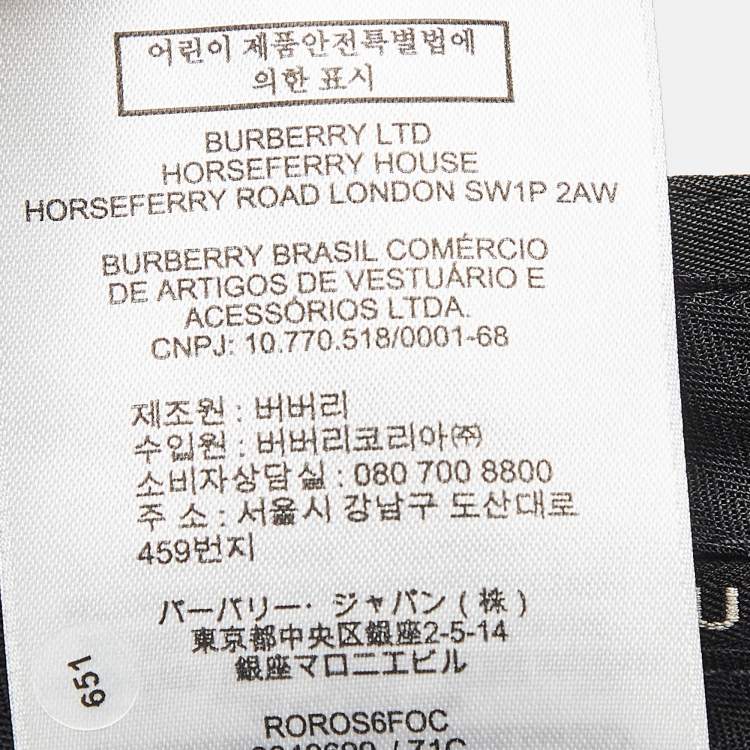 어린이 제품안전특별법에
의한 표시
BURBERRY LTD
HORSEFERRY HOUSE
HORSEFERRY ROAD LONDON SW1P 2AW
BURBERRY BRASIL COMÉRCIO
DE ARTIGOS DE VESTUÁRIO E
ACESSÓRIOS LTDA.
CNPJ: 10.770.518/0001-68
제조원 : 버버리
수입원 : 버버리코리아㈜
소비자상담실 : 080 700 8800
주 소 : 서울시 강남구 도산대로
459번지
バーバリー・ジャパン ( 株 )
東京都中央区銀座2-5-14
銀座マロニエビル
651
ROROS6FOC